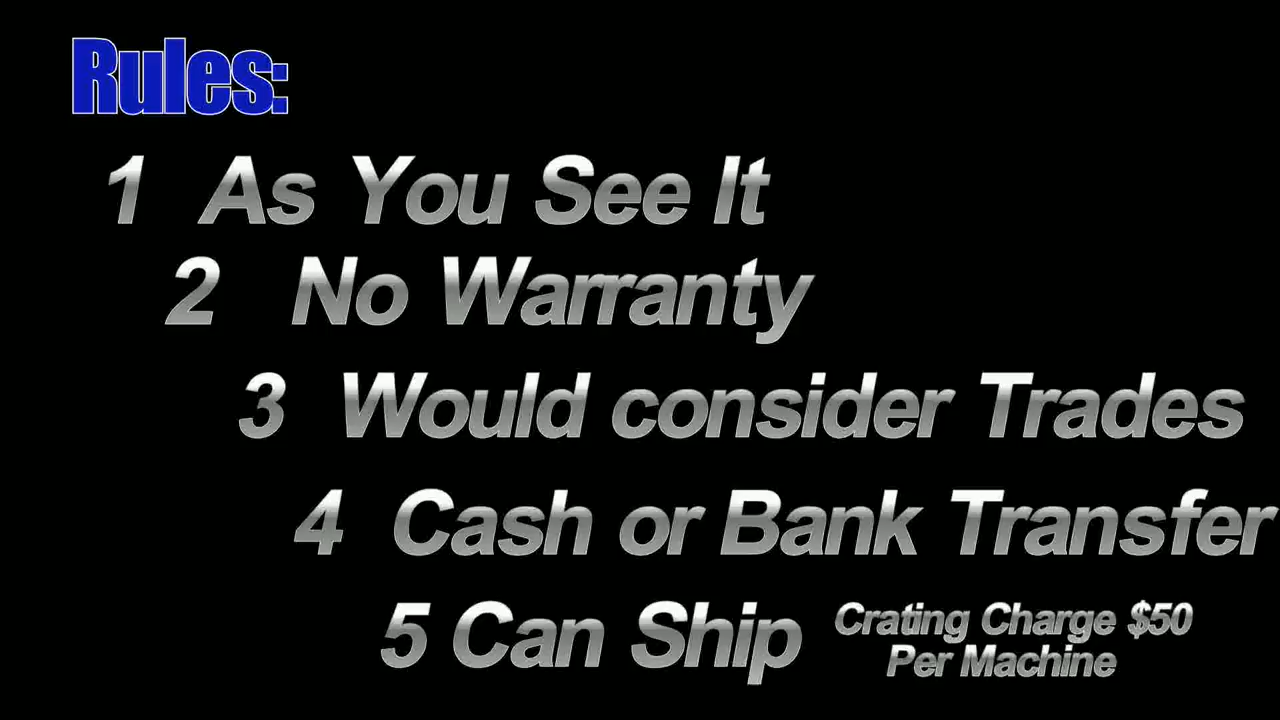 Rules:
1 As You See It
2 No Warranty
3 Would consider Trades
4 Cash or Bank Transfer
5 Can Ship Crating Charge $50
Per Machine